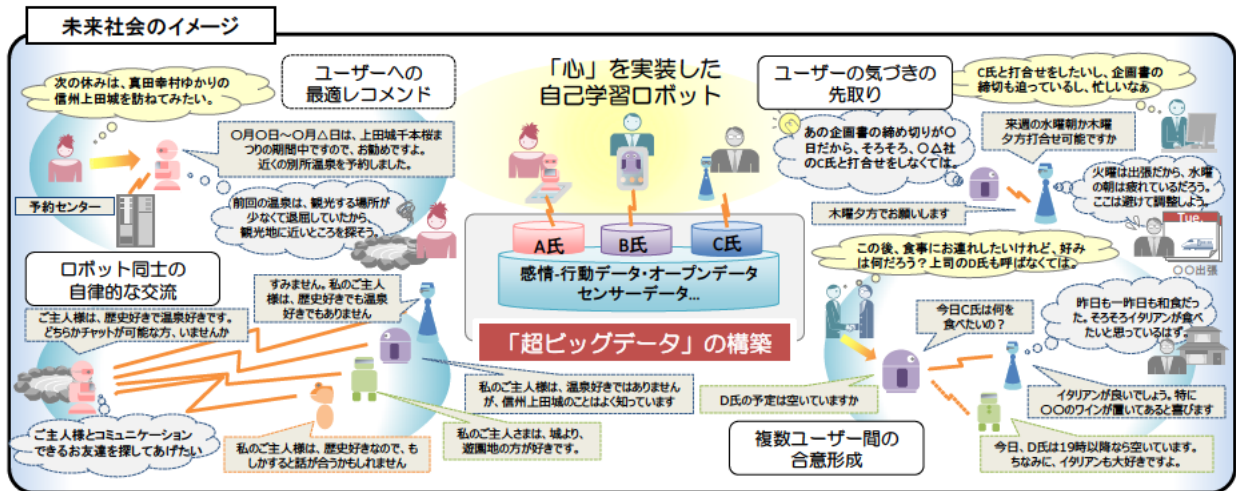 未来社会のイメージ
次の休みは、真田幸村ゆかりの
信州上田城を訪ねてみたい。
ユーザーへの
最適レコメンド
〇月〇日～〇月△日は、上田城千本桜ま
つりの期間中ですので、お勧めですよ。
近くの別所温泉を予約しました。
予約センター
前回の温泉は、観光する場所が
少なくて退屈していたから、
観光地に近いところを探そう。
「心」を実装した
自己学習ロボット
A氏
B氏
C氏
感情-行動データ・オープンデータ
センサーデータ...
「超ビッグデータ」の構築
ユーザーの気づきの
先取り
C氏と打合せをしたいし、企画書の
締切も迫っているし、忙しいなあ
あの企画書の締め切りが〇
日だから、そろそろ、〇△社
のC氏と打合せをしなくては。
来週の水曜朝か木曜
夕方打合せ可能ですか
火曜は出張だから、水曜
の朝は疲れているだろう。
ここは避けて調整しよう。
木曜夕方でお願いします
Tue.
〇〇出張
ロボット同士の
自律的な交流
ご主人様は、歴史好きで温泉好きです。
どちらかチャットが可能な方、いませんか
すみません。私のご主人
様は、歴史好きでも温泉
好きでもありません
私のご主人様は、温泉好きではありません
が、信州上田城のことはよく知っています
私のご主人さまは、城より、
遊園地の方が好きです。
私のご主人様は、歴史好きなので、も
しかすると話が合うかもしれません
ご主人様とコミュニケーション
できるお友達を探してあげたい
この後、食事にお連れしたいけれど、好み
は何だろう？上司のD氏も呼ばなくては。
今日C氏は何を
食べたいの？
昨日も一昨日も和食だっ
た。そろそろイタリアンが食べ
たいと思っているはず。
D氏の予定は空いていますか
イタリアンが良いでしょう。特に
〇〇のワインが置いてあると喜びます
複数ユーザー間の
合意形成
今日、D氏は19時以降なら空いています。
ちなみに、イタリアンも大好きですよ。